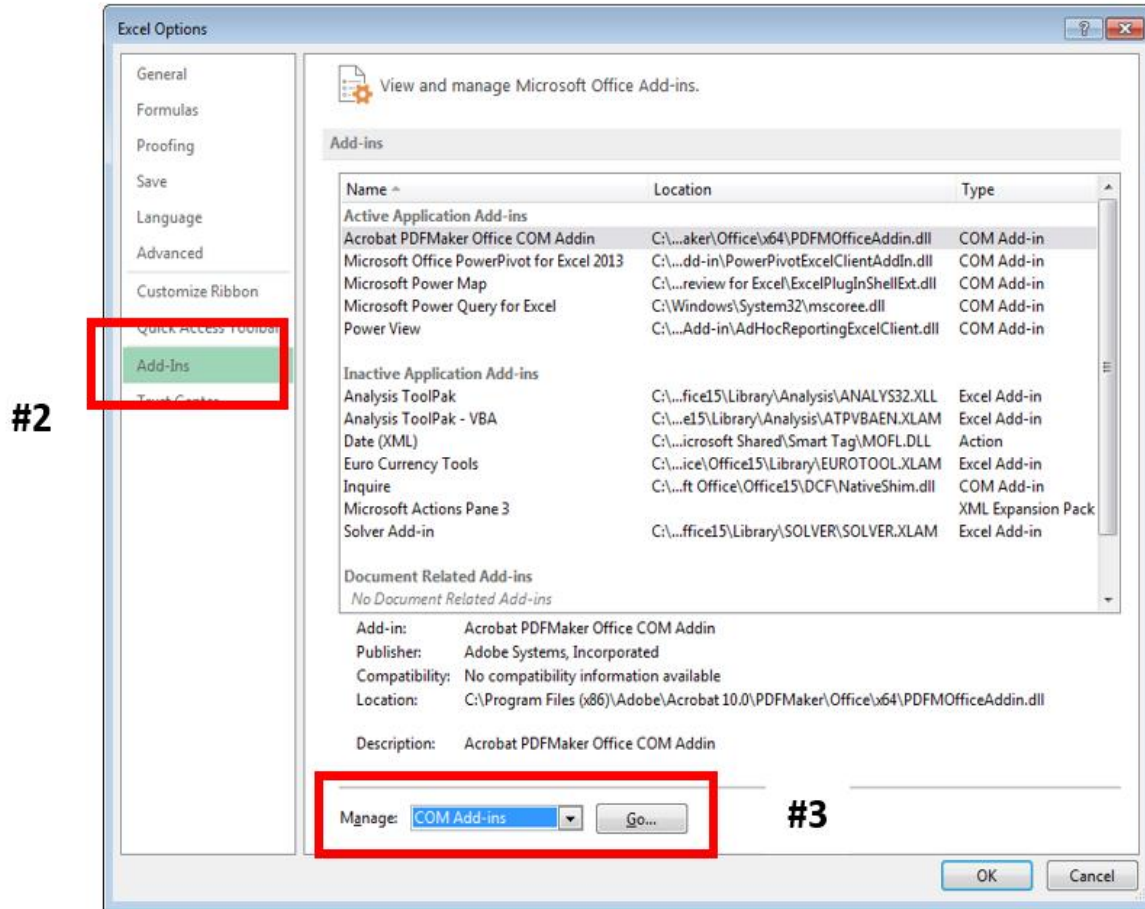 Excel Options
General
Formulas
Proofing
Save
Language
Advanced
Customize Ribbon
Quick Access Toolbar
Add-Ins
Trust Center
#2
View and manage Microsoft Office Add-ins.
Add-ins
Name Location Type
Active Application Add-ins
Acrobat PDFMaker Office COM Addin C:\...aker\Office\x64\PDFMOfficeAddin.dll COM Add-in
Microsoft Office PowerPivot for Excel 2013 C:\...dd-in\PowerPivotExcelClientAddIn.dll COM Add-in
Microsoft Power Map C:\...review for Excel\ExcelPlugInShellExt.dll COM Add-in
Microsoft Power Query for Excel C:\Windows\System32\mscoree.dll COM Add-in
Power View C:\...Add-in\AdHocReportingExcelClient.dll COM Add-in
Inactive Application Add-ins
Analysis ToolPak C:\...fice15\Library\Analysis\ANALYS32.XLL Excel Add-in
Analysis ToolPak - VBA C:\...e15\Library\Analysis\ATPVBAEN.XLAM Excel Add-in
Date (XML) C:\...icrosoft Shared\Smart Tag\MOFL.DLL Action
Euro Currency Tools C:\...ice\Office15\Library\EUROTOOL.XLAM Excel Add-in
Inquire C:\...ft Office\Office15\DCF\NativeShim.dll COM Add-in
Microsoft Actions Pane 3 XML Expansion Pack
Solver Add-in C:\...ffice15\Library\SOLVER\SOLVER.XLAM Excel Add-in
Document Related Add-ins
No Document Related Add-ins
Add-in: Acrobat PDFMaker Office COM Addin
Publisher: Adobe Systems, Incorporated
Compatibility: No compatibility information available
Location: C:\Program Files (x86)\Adobe\Acrobat 10.0\PDFMaker\Office\x64\PDFMOfficeAddin.dll
Description: Acrobat PDFMaker Office COM Addin
Manage: COM Add-ins Go...
#3
OK Cancel